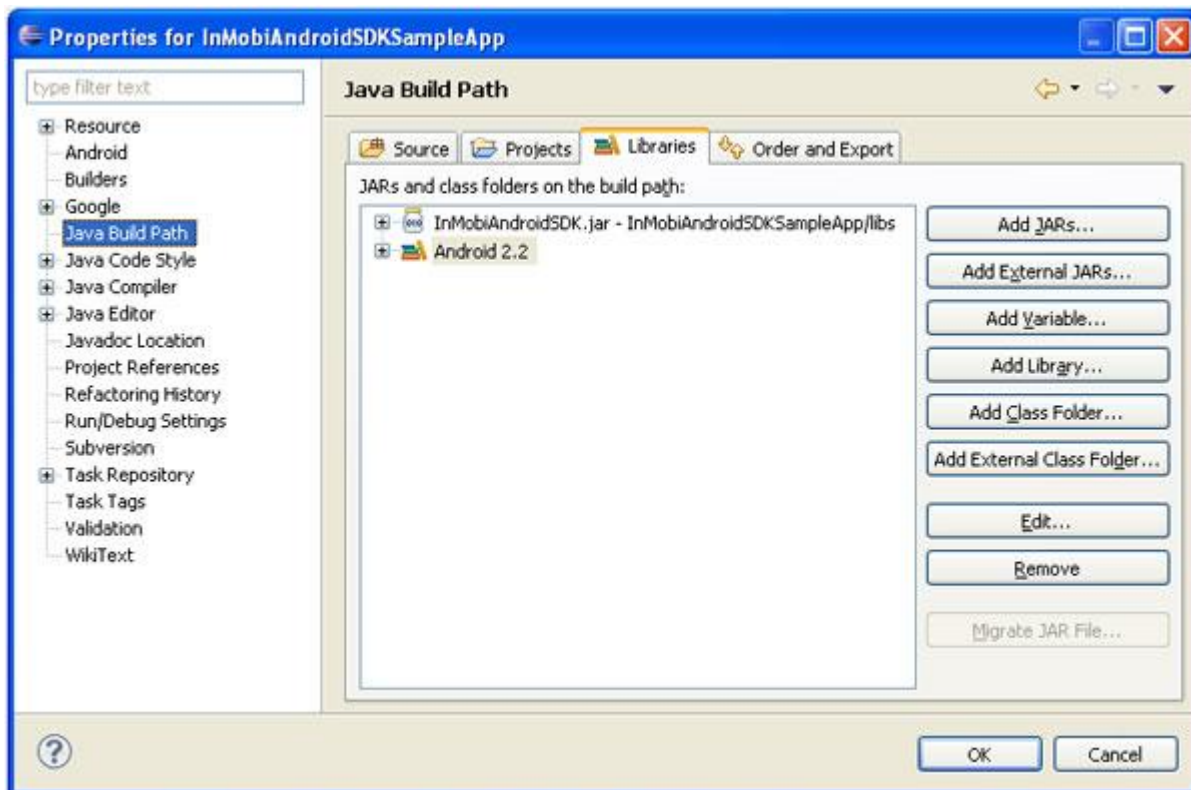 Properties for InMobiAndroidSDKSampleApp
type filter text
Resource
Android
Builders
Google
Java Build Path
Java Code Style
Java Compiler
Java Editor
Javadoc Location
Project References
Refactoring History
Run/Debug Settings
Subversion
Task Repository
Task Tags
Validation
WikiText
Java Build Path
Source Projects Libraries Order and Export
JARs and class folders on the build path:
InMobiAndroidSDK.jar - InMobiAndroidSDKSampleApp/libs
Android 2.2
Add JARs...
Add External JARs...
Add Variable...
Add Library...
Add Class Folder...
Add External Class Folder...
Edit...
Remove
Migrate JAR File...
OK Cancel